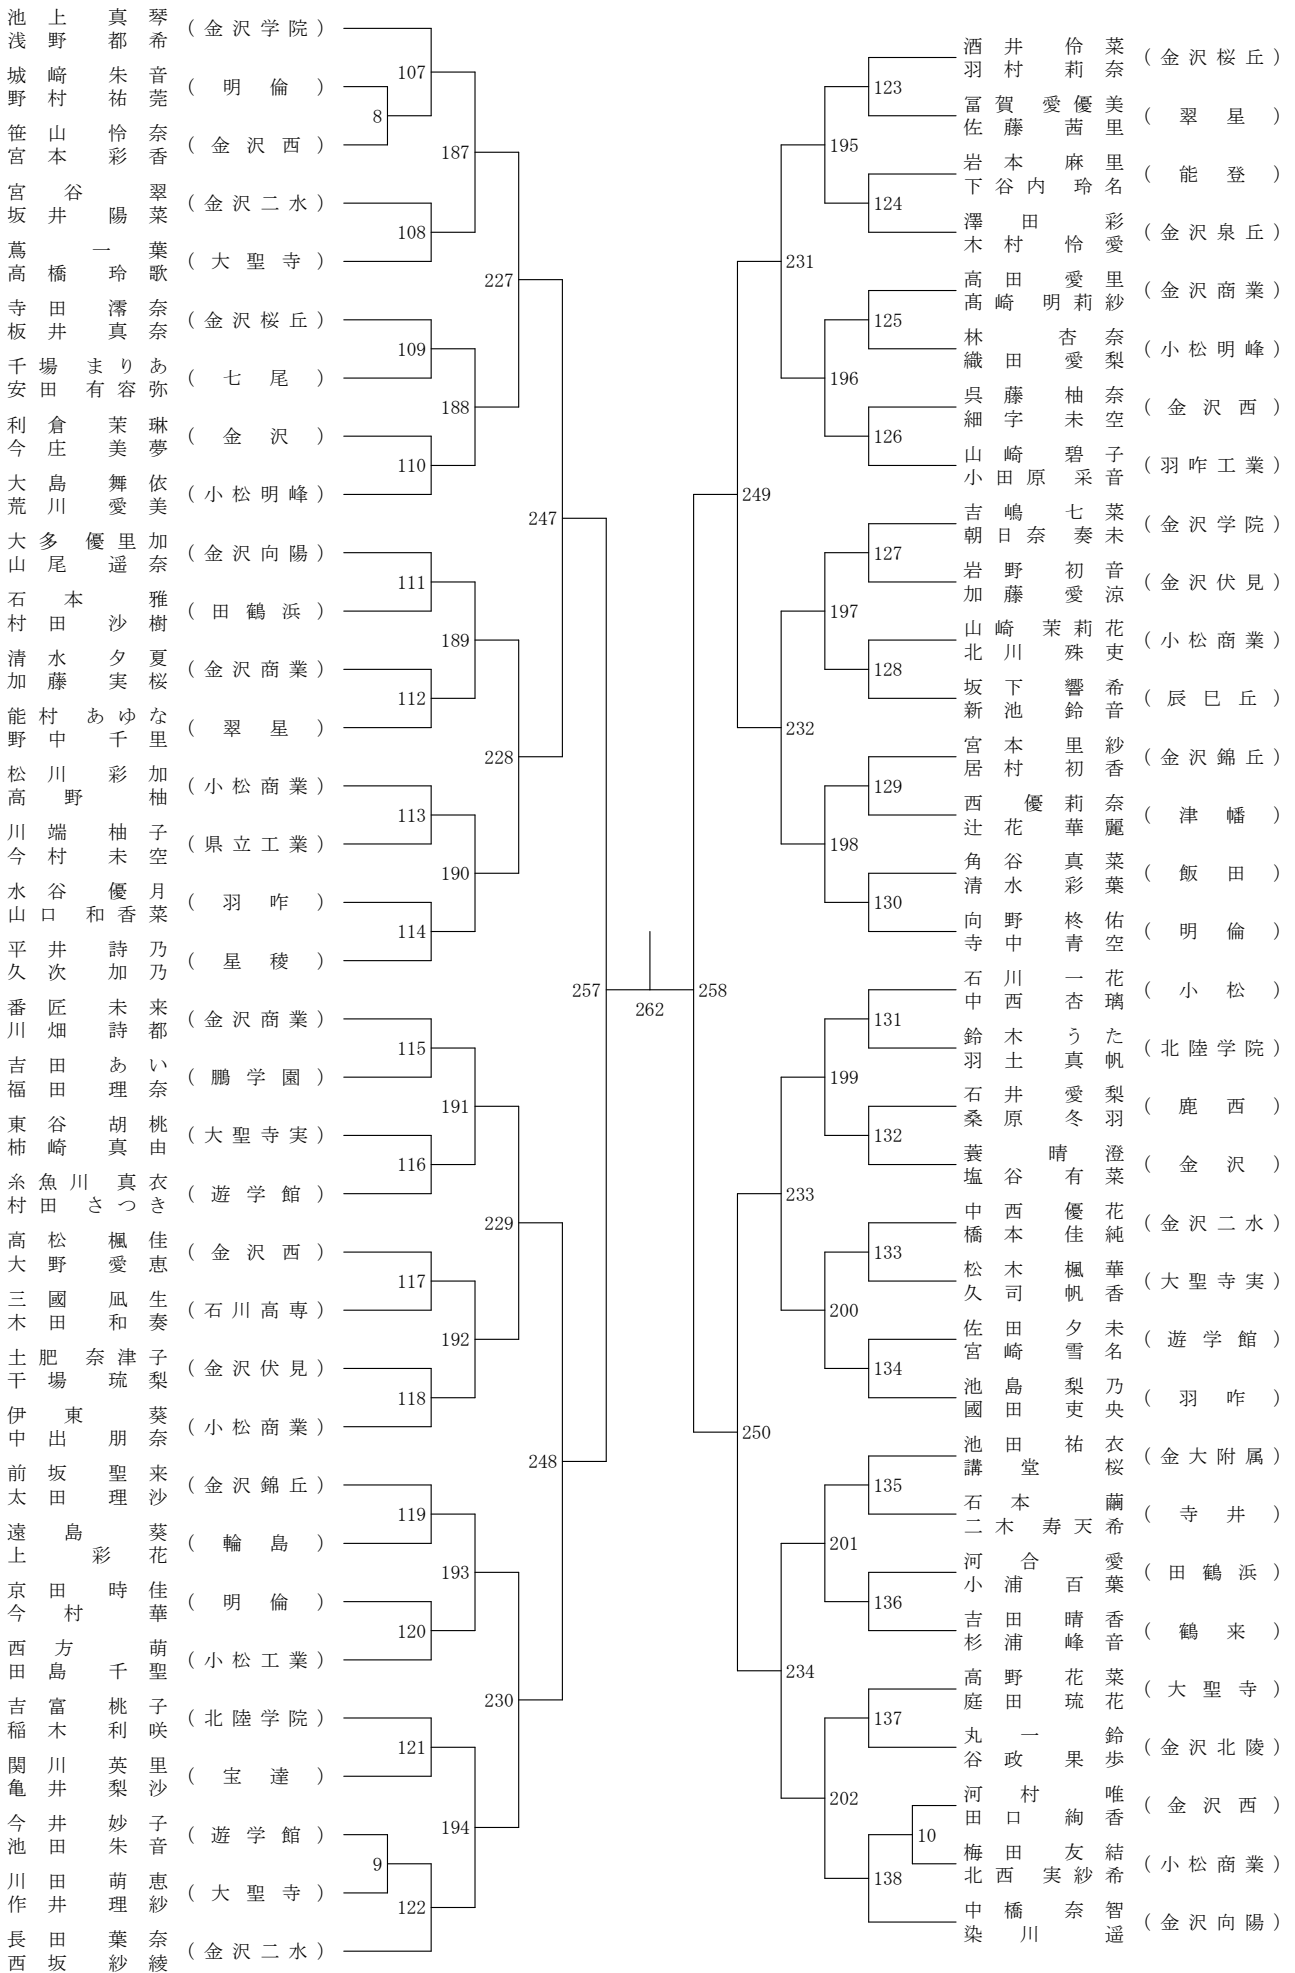 池上真琴
浅野都希
(金沢学院)
城﨑朱音
野村祐莞
(明倫)
笹山怜奈
宮本彩香
(金沢西)
宮谷翠
坂井陽菜
(金沢二水)
蔦一葉
高橋玲歌
(大聖寺)
寺田澪奈
板井真奈
(金沢桜丘)
千場まりあ
安田有容弥
(七尾)
利倉茉琳
今庄美夢
(金沢)
大島舞依
荒川愛美
(小松明峰)
大多優里加
山尾遥奈
(金沢向陽)
石本雅
村田沙樹
(田鶴浜)
清水夕夏
加藤実桜
(金沢商業)
能村あゆな
野中千里
(翠星)
松川彩加
高野柚
(小松商業)
川端柚子
今村未空
(県立工業)
水谷優月
山口和香菜
(羽咋)
平井詩乃
久次加乃
(星稜)
番匠未来
川畑詩都
(金沢商業)
吉田あい
福田理奈
(鵬学園)
東谷胡桃
柿崎真由
(大聖寺実)
糸魚川真衣
村田さつき
(遊学館)
高松楓佳
大野愛恵
(金沢西)
三國凪生
木田和奏
(石川高専)
土肥奈津子
干場琉梨
(金沢伏見)
伊東葵
中出朋奈
(小松商業)
前坂聖来
太田理沙
(金沢錦丘)
遠島葵
上彩花
(輪島)
京田時佳
今村華
(明倫)
西方萌
田島千聖
(小松工業)
吉富桃子
稲木利咲
(北陸学院)
関川英里
亀井梨沙
(宝達)
今井妙子
池田朱音
(遊学館)
川田萌恵
作井理紗
(大聖寺)
長田葉奈
西坂紗綾
(金沢二水)
8
9
107
108
109
110
111
112
113
114
115
116
117
118
119
120
121
122
187
188
189
190
191
192
193
194
227
228
229
230
247
248
257
262
258
249
250
231
232
233
234
195
196
197
198
199
200
201
202
123
124
125
126
127
128
129
130
131
132
133
134
135
136
137
138
10
酒井伶菜
羽村莉奈
(金沢桜丘)
冨賀愛優美
佐藤茜里
(翠星)
岩本麻里
下谷内玲名
(能登)
澤田彩
木村怜愛
(金沢泉丘)
高田愛里
髙崎明莉紗
(金沢商業)
林杏奈
織田愛梨
(小松明峰)
呉藤柚奈
細字未空
(金沢西)
山崎碧子
小田原采音
(羽咋工業)
吉嶋七菜
朝日奈奏未
(金沢学院)
岩野初音
加藤愛涼
(金沢伏見)
山崎茉莉花
北川殊吏
(小松商業)
坂下響希
新池鈴音
(辰巳丘)
宮本里紗
居村初香
(金沢錦丘)
西優莉奈
辻花華麗
(津幡)
角谷真菜
清水彩葉
(飯田)
向野柊佑
寺中青空
(明倫)
石川一花
中西杏璃
(小松)
鈴木うた
羽土真帆
(北陸学院)
石井愛梨
桑原冬羽
(鹿西)
蓑晴澄
塩谷有菜
(金沢)
中西優花
橋本佳純
(金沢二水)
松木楓華
久司帆香
(大聖寺実)
佐田夕未
宮崎雪名
(遊学館)
池島梨乃
國田吏央
(羽咋)
池田祐衣
講堂桜
(金大附属)
石本繭
二木寿天希
(寺井)
河合愛
小浦百葉
(田鶴浜)
吉田晴香
杉浦峰音
(鶴来)
高野花菜
庭田琉花
(大聖寺)
丸一鈴
谷政果歩
(金沢北陵)
河村唯
田口絢香
(金沢西)
梅田友結
北西実紗希
(小松商業)
中橋奈智
染川遥
(金沢向陽)